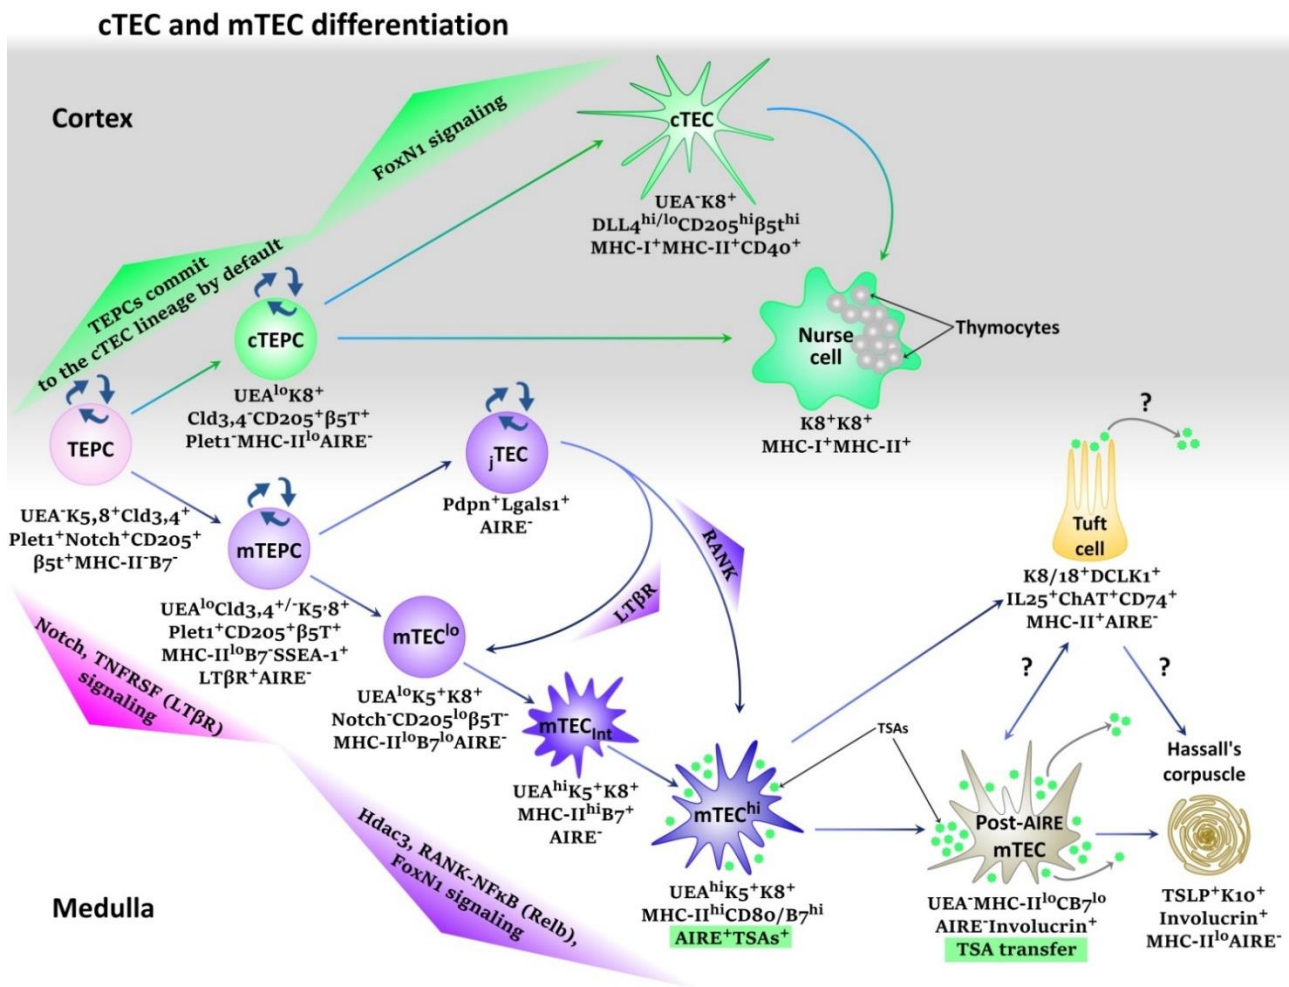 cTEC and mTEC differentiation
Cortex
FoxN1 signaling
cTEC
UEA⁻K8⁺
DLL4ʰⁱ/ˡᵒCD205ʰⁱβ5tʰⁱ
MHC-I⁺MHC-II⁺CD40⁺
TEPCs commit
to the cTEC lineage by default
cTEPC
UEAˡᵒK8⁺
Cld3,4⁻CD205⁺β5T⁺
Plet1⁻MHC-IIˡᵒAIRE⁻
Nurse
cell
Thymocytes
K8⁺K8⁺
MHC-I⁺MHC-II⁺
TEPC
UEA⁻K5,8⁺Cld3,4⁺
Plet1⁺Notch⁺CD205⁺
β5t⁺MHC-II⁻B7⁻
jTEC
Pdpn⁺Lgals1⁺
AIRE⁻
mTEPC
UEAˡᵒCld3,4⁺/⁻K5,8⁺
Plet1⁺CD205⁺β5T⁺
MHC-IIˡᵒB7⁻SSEA-1⁺
LTβR⁺AIRE⁻
RANK
LTβR
?
Tuft
cell
K8/18⁺DCLK1⁺
IL25⁺ChAT⁺CD74⁺
MHC-II⁺AIRE⁻
?
?
Notch, TNFRSF (LTβR)
signaling
mTECˡᵒ
UEAˡᵒK5⁺K8⁺
Notch⁻CD205ˡᵒβ5T⁻
MHC-IIˡᵒB7ˡᵒAIRE⁻
mTECInt
UEAʰⁱK5⁺K8⁺
MHC-IIʰⁱB7⁺
AIRE⁻
TSAs
mTECʰⁱ
UEAʰⁱK5⁺K8⁺
MHC-IIʰⁱCD80/B7ʰⁱ
AIRE⁺TSAs⁺
Post-AIRE
mTEC
UEA⁻MHC-IIˡᵒCB7ˡᵒ
AIRE⁻Involucrin⁺
TSA transfer
Hassall's
corpuscle
TSLP⁺K10⁺
Involucrin⁺
MHC-IIˡᵒAIRE⁻
Hdac3, RANK-NFκB (Relb),
FoxN1 signaling
Medulla